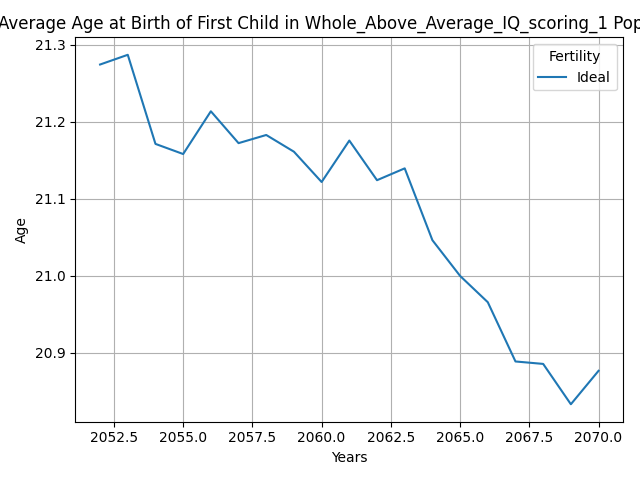 Average Age at Birth of First Child in Whole_Above_Average_IQ_scoring_1 Pop
Fertility
Ideal
21.3
21.2
21.1
21.0
20.9
Age
2052.5 2055.0 2057.5 2060.0 2062.5 2065.0 2067.5 2070.0
Years